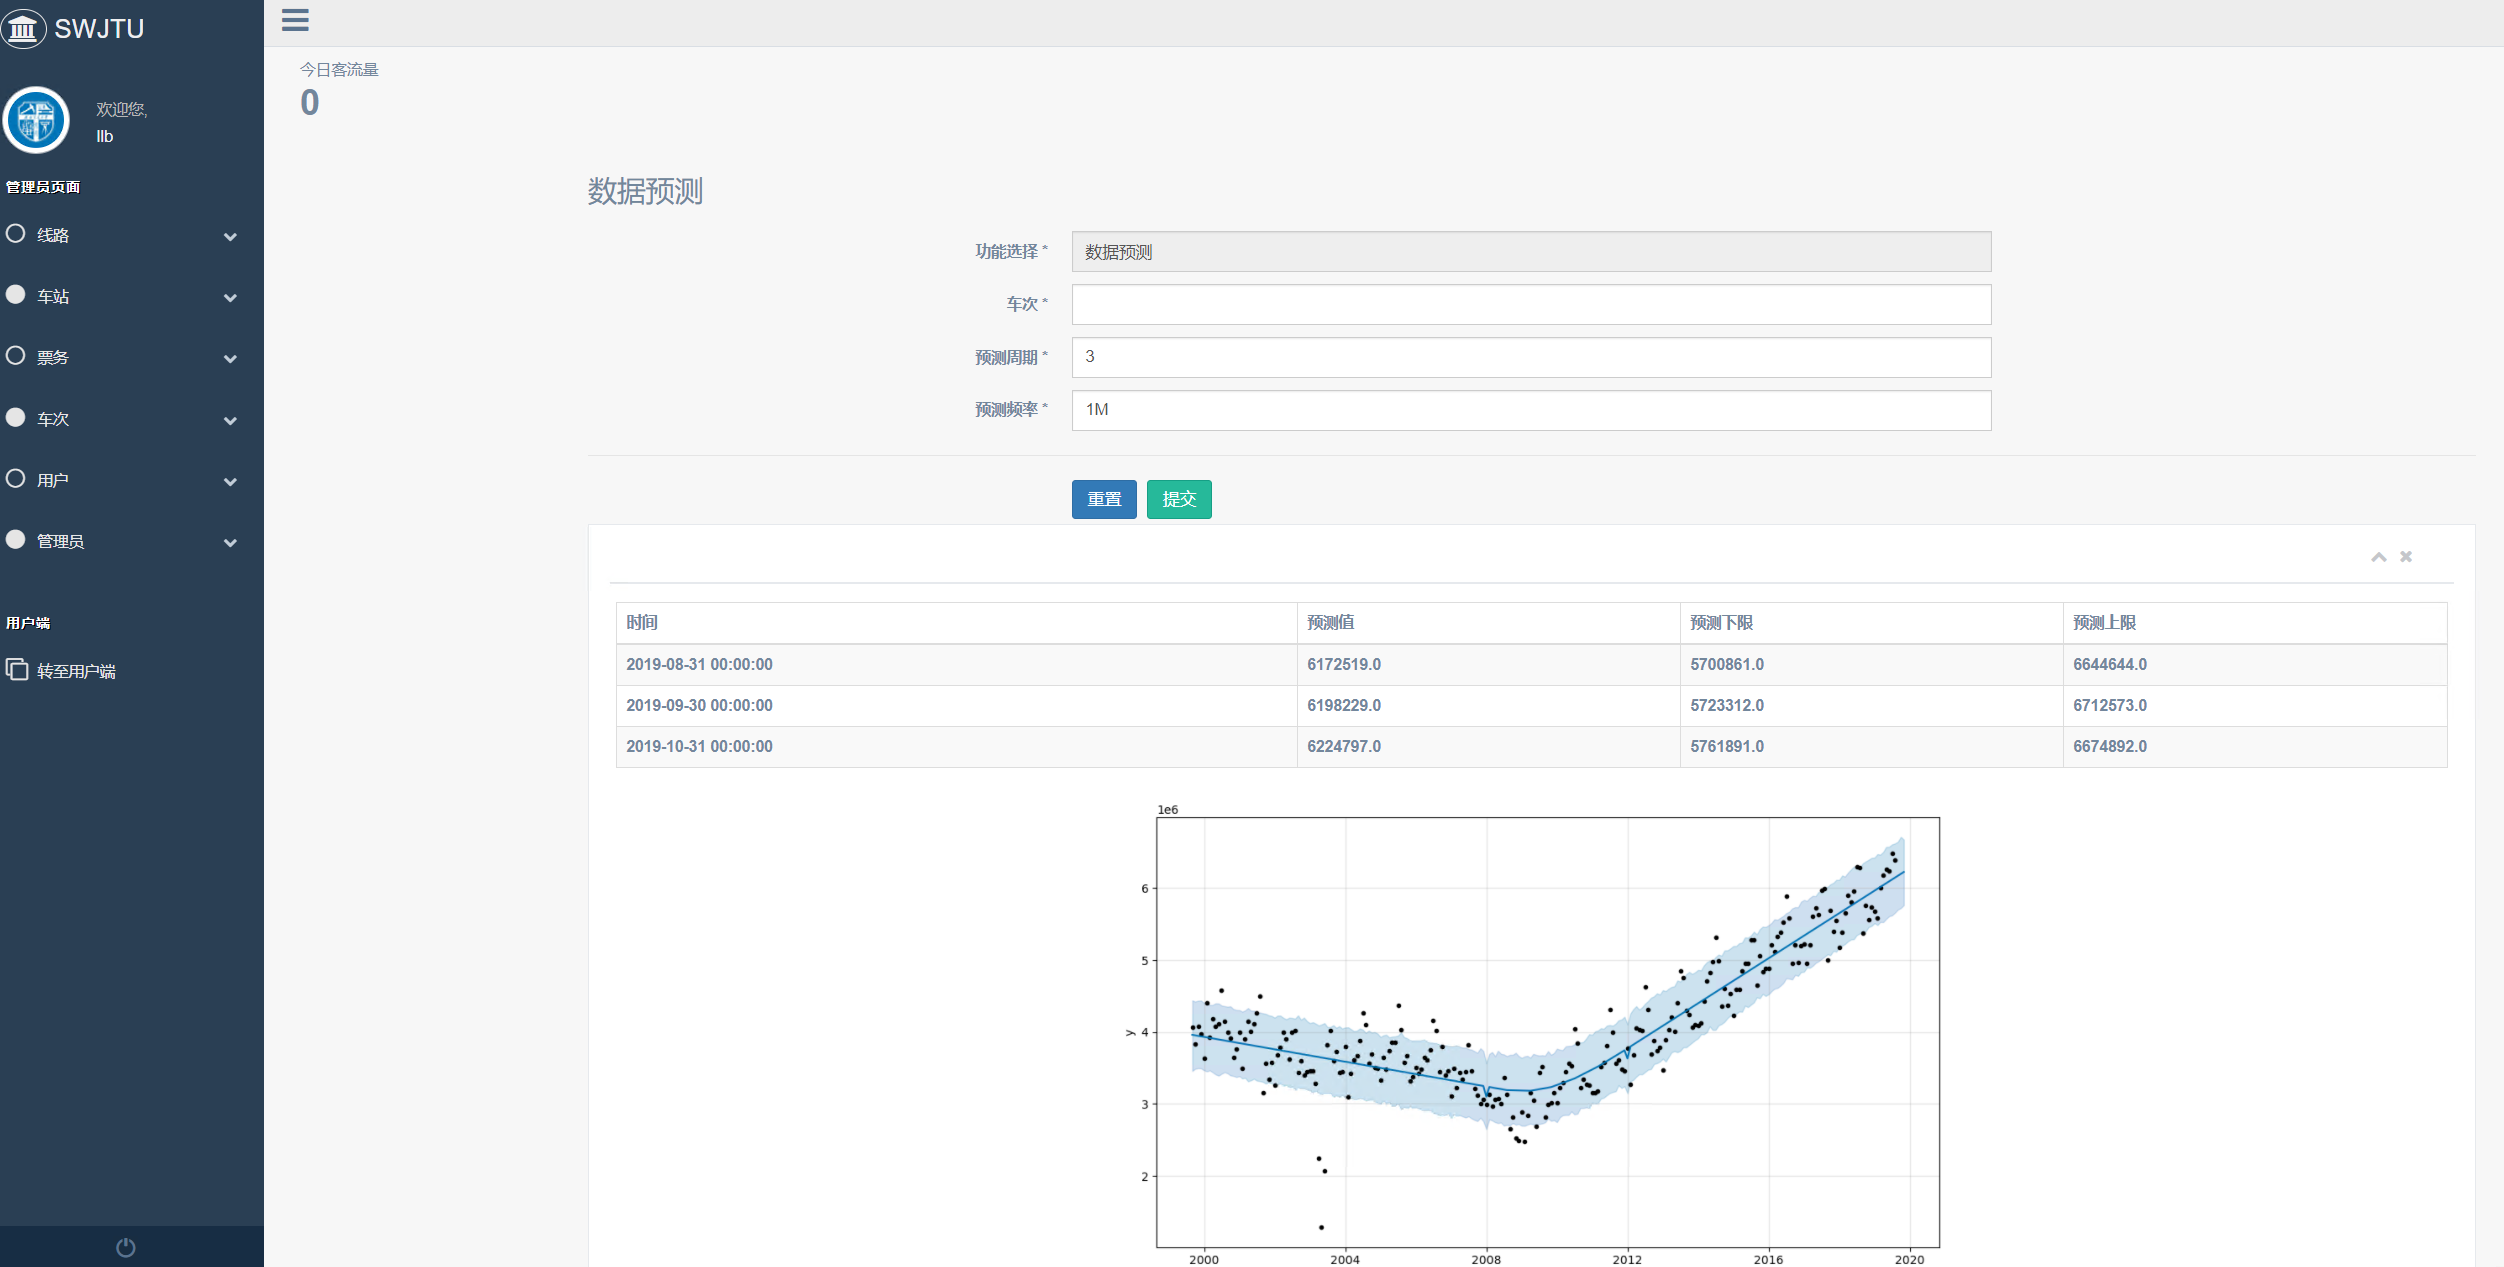 SWJTU
欢迎您,
llb
管理员页面
线路
车站
票务
车次
用户
管理员
用户端
转至用户端
今日客流量
0
数据预测
功能选择 * 数据预测
车次 *
预测周期 * 3
预测频率 * 1M
重置 提交
时间 预测值 预测下限 预测上限
2019-08-31 00:00:00 6172519.0 5700861.0 6644644.0
2019-09-30 00:00:00 6198229.0 5723312.0 6712573.0
2019-10-31 00:00:00 6224797.0 5761891.0 6674892.0
1e6
6
5
y
4
3
2
2000 2004 2008 2012 2016 2020